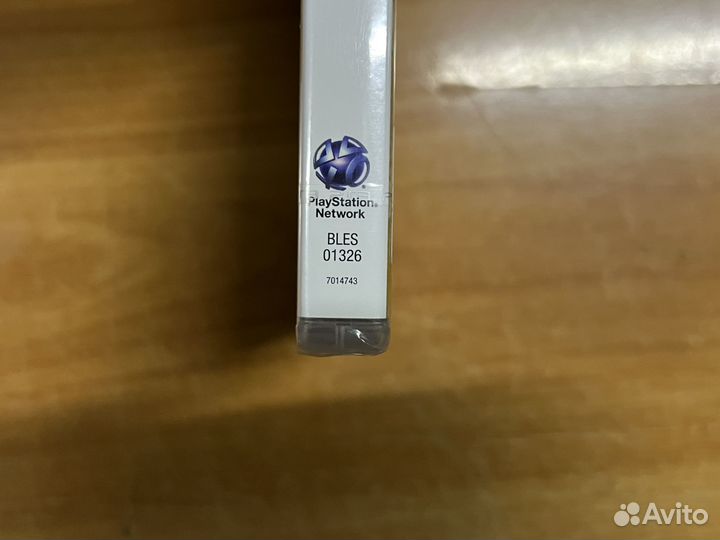 PlayStation®
Network
BLES
01326
7014743
Avito